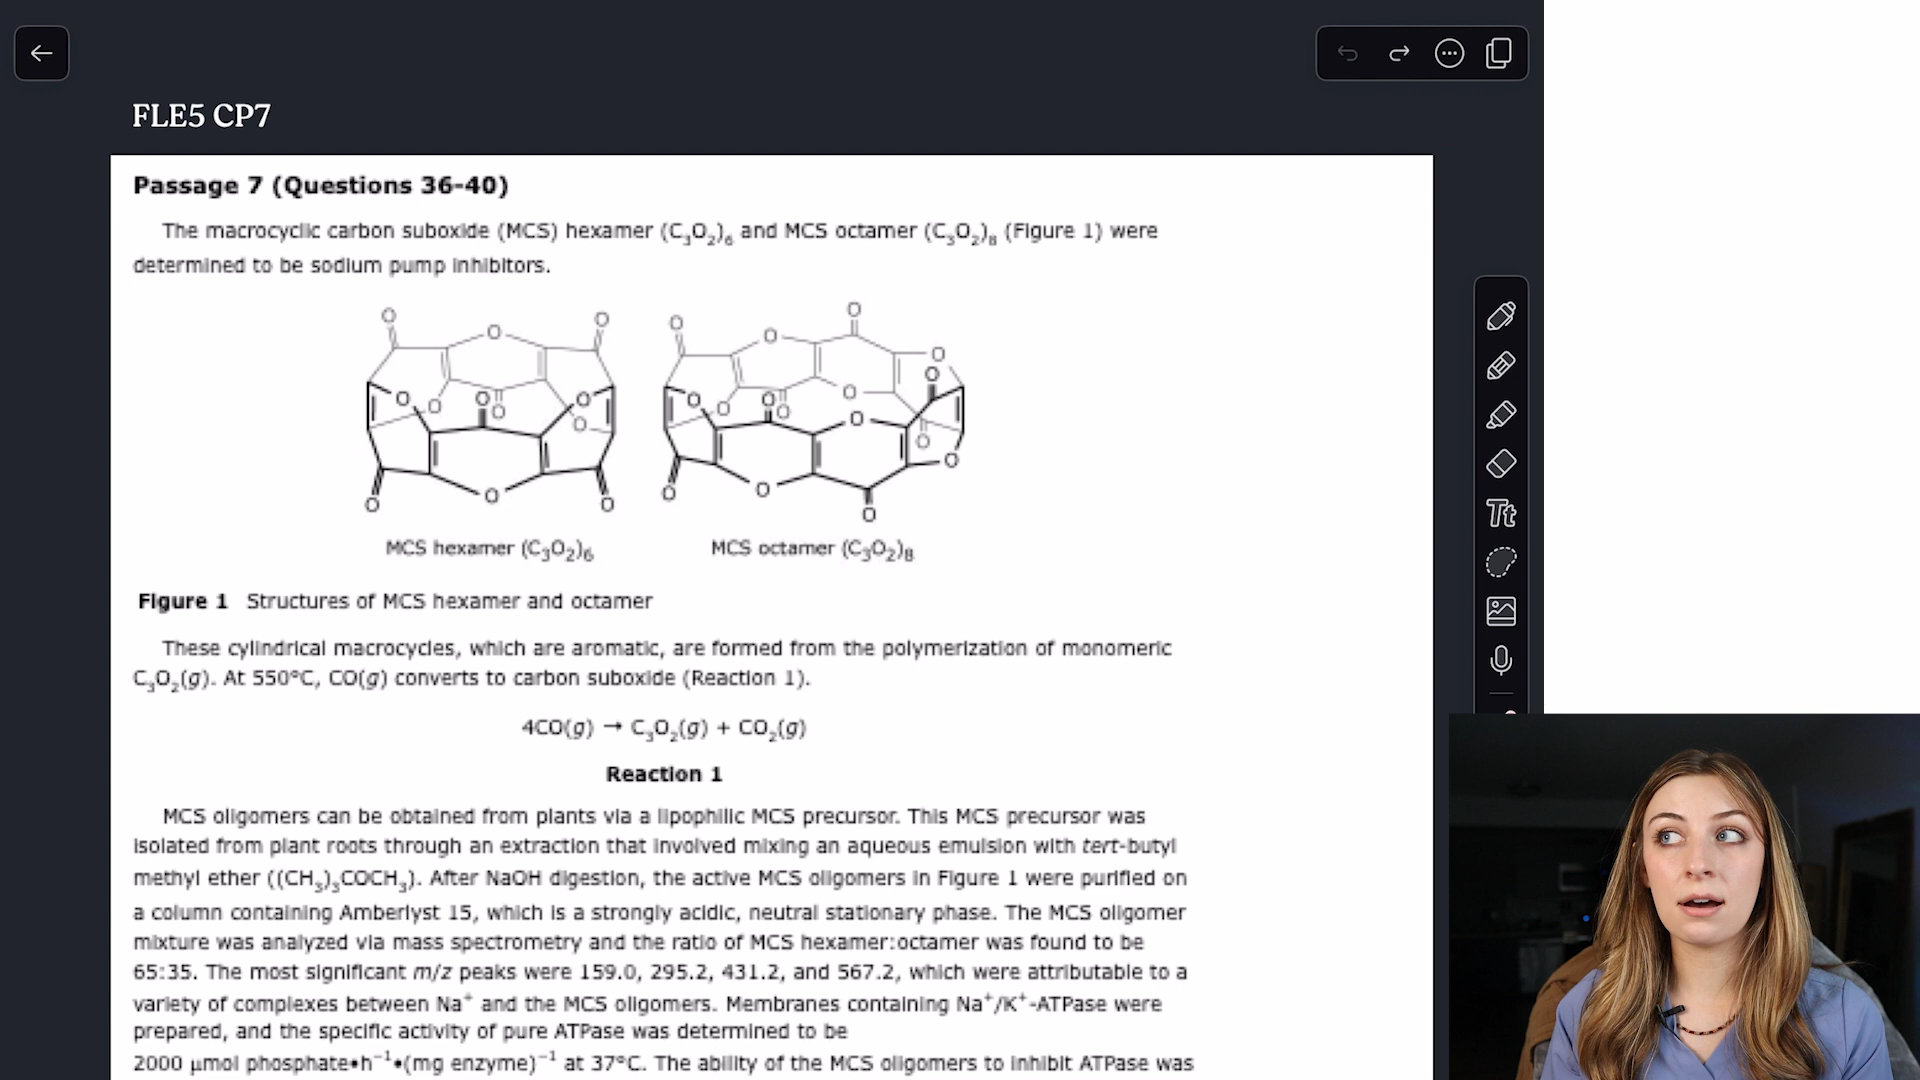 FLE5 CP7
Passage 7 (Questions 36-40)
The macrocyclic carbon suboxide (MCS) hexamer (C₃O₂)₆ and MCS octamer (C₃O₂)₈ (Figure 1) were
determined to be sodium pump inhibitors.
O O O O O O
O O O O O O O O O O O O
O O O O O O
O O O O
MCS hexamer (C₃O₂)₆ MCS octamer (C₃O₂)₈
Figure 1 Structures of MCS hexamer and octamer
These cylindrical macrocycles, which are aromatic, are formed from the polymerization of monomeric
C₃O₂(g). At 550°C, CO(g) converts to carbon suboxide (Reaction 1).
4CO(g) → C₃O₂(g) + CO₂(g)
Reaction 1
MCS oligomers can be obtained from plants via a lipophilic MCS precursor. This MCS precursor was
isolated from plant roots through an extraction that involved mixing an aqueous emulsion with tert-butyl
methyl ether ((CH₃)₃COCH₃). After NaOH digestion, the active MCS oligomers in Figure 1 were purified on
a column containing Amberlyst 15, which is a strongly acidic, neutral stationary phase. The MCS oligomer
mixture was analyzed via mass spectrometry and the ratio of MCS hexamer:octamer was found to be
65:35. The most significant m/z peaks were 159.0, 295.2, 431.2, and 567.2, which were attributable to a
variety of complexes between Na⁺ and the MCS oligomers. Membranes containing Na⁺/K⁺-ATPase were
prepared, and the specific activity of pure ATPase was determined to be
2000 μmol phosphate•h⁻¹•(mg enzyme)⁻¹ at 37°C. The ability of the MCS oligomers to inhibit ATPase was
Tt